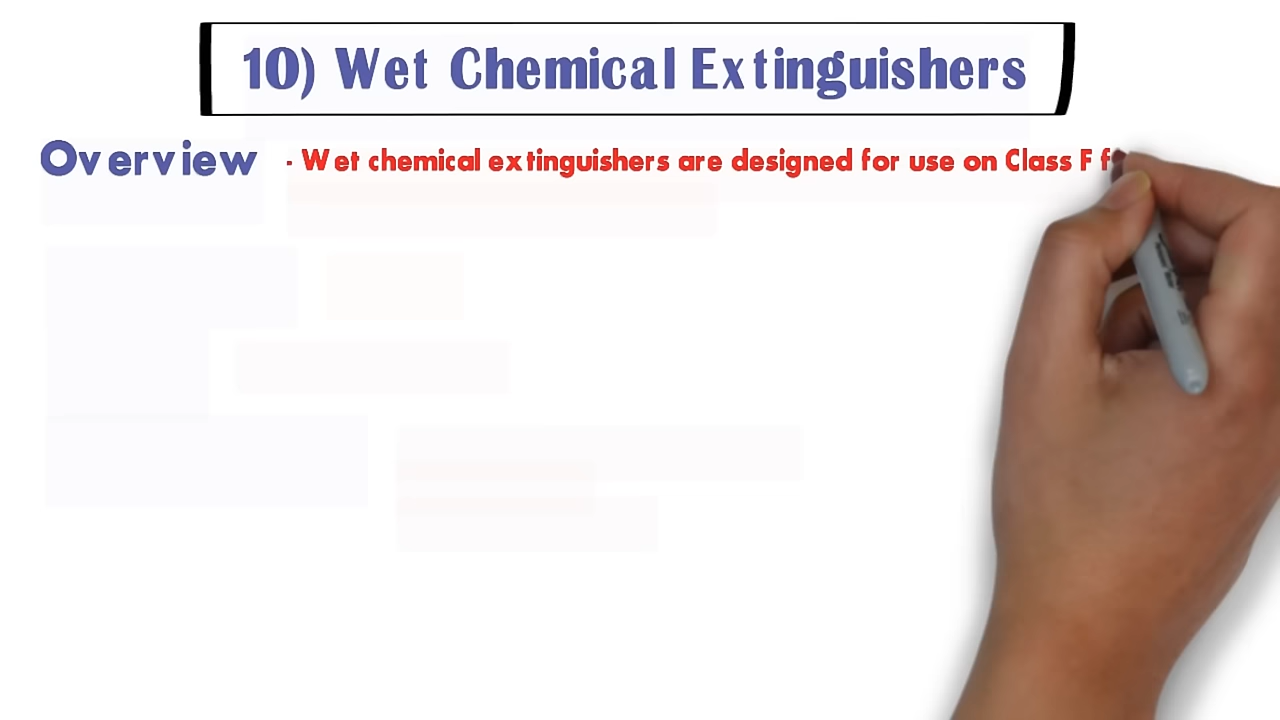 10) Wet Chemical Extinguishers
Overview - Wet chemical extinguishers are designed for use on Class F f